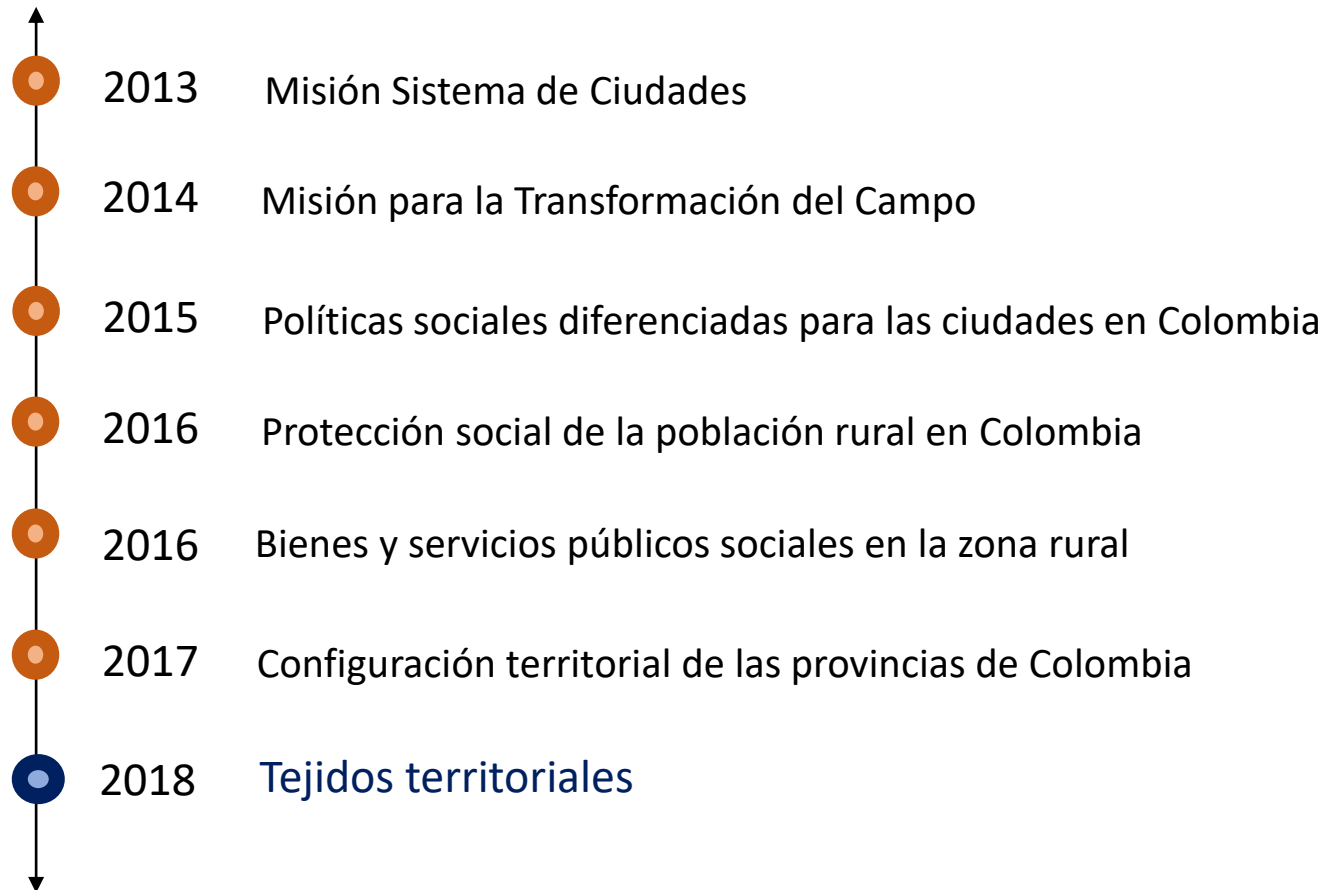 2013 Misión Sistema de Ciudades
2014 Misión para la Transformación del Campo
2015 Políticas sociales diferenciadas para las ciudades en Colombia
2016 Protección social de la población rural en Colombia
2016 Bienes y servicios públicos sociales en la zona rural
2017 Configuración territorial de las provincias de Colombia
2018 Tejidos territoriales